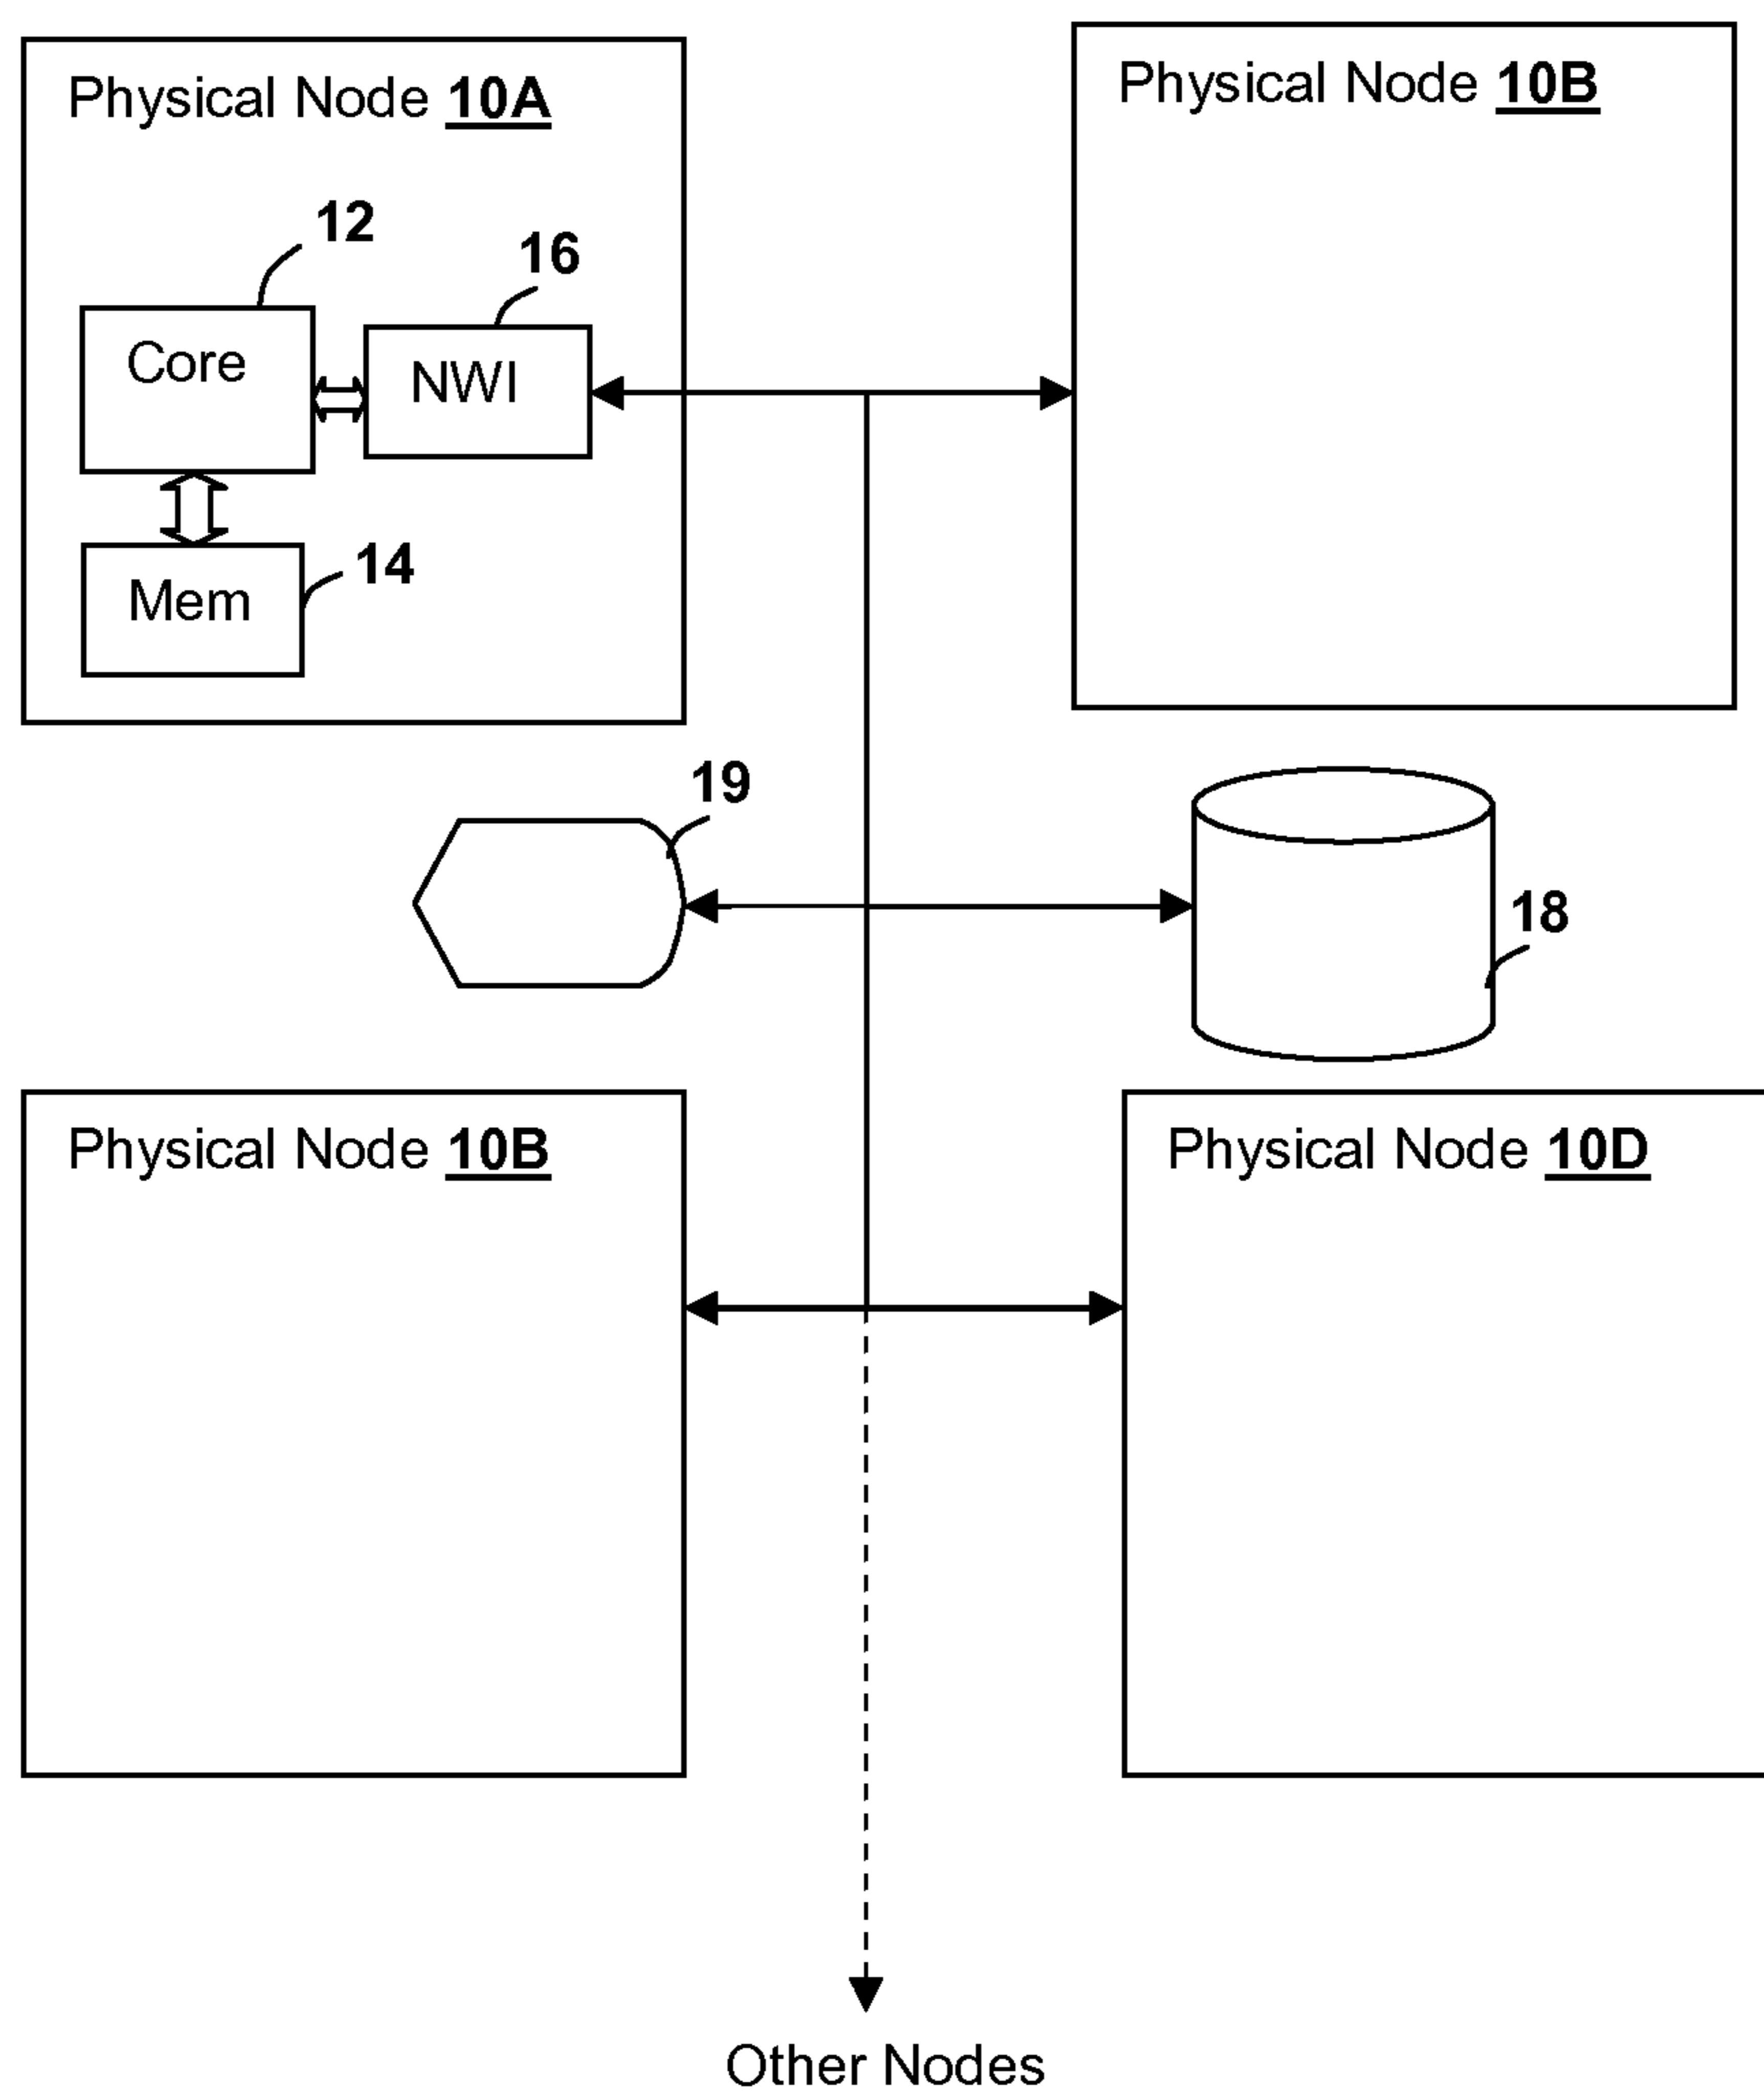 Physical Node 10A
Physical Node 10B
12
16
Core
NWI
14
Mem
19
18
Physical Node 10B
Physical Node 10D
Other Nodes